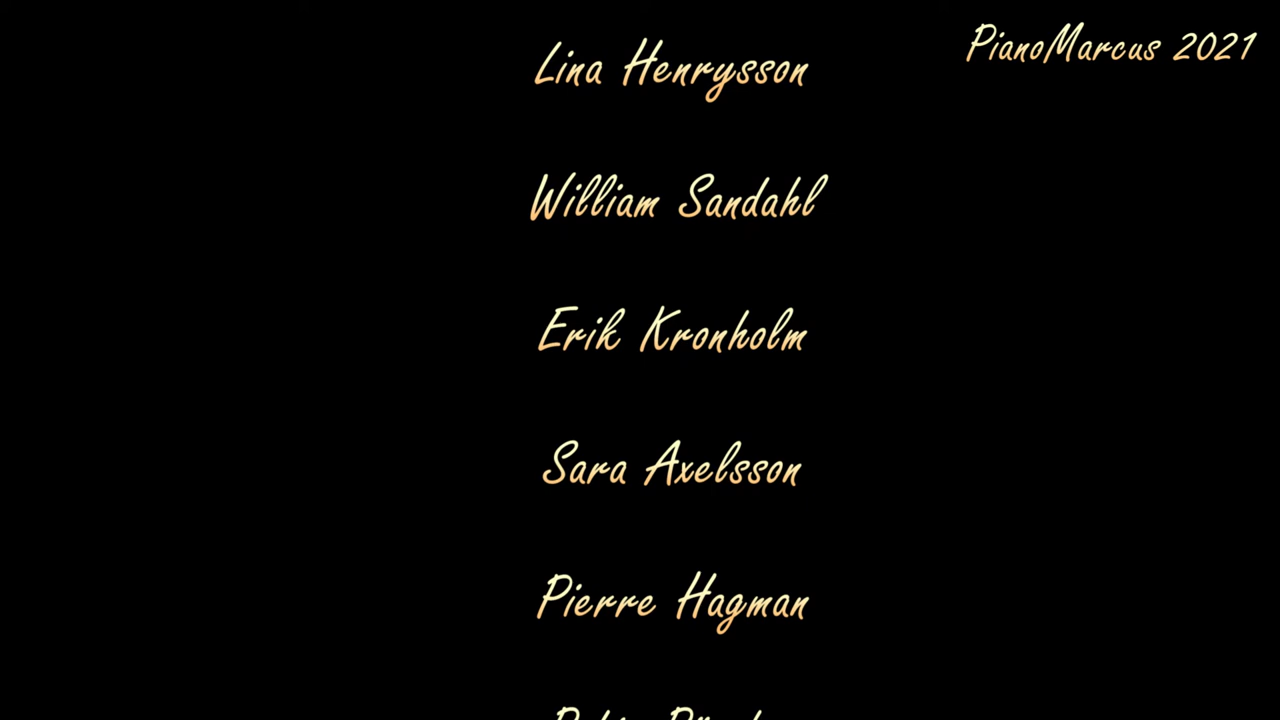 PianoMarcus 2021
Lina Henrysson
William Sandahl
Erik Kronholm
Sara Axelsson
Pierre Hagman